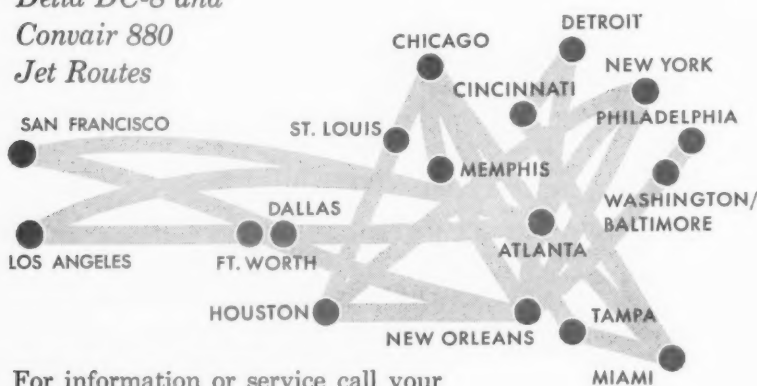 Delta DC-8 and
Convair 880
Jet Routes
DETROIT
CHICAGO
NEW YORK
CINCINNATI
PHILADELPHIA
SAN FRANCISCO
ST. LOUIS
MEMPHIS
WASHINGTON/
BALTIMORE
DALLAS
ATLANTA
LOS ANGELES
FT. WORTH
HOUSTON
NEW ORLEANS
TAMPA
MIAMI
For information or service call your